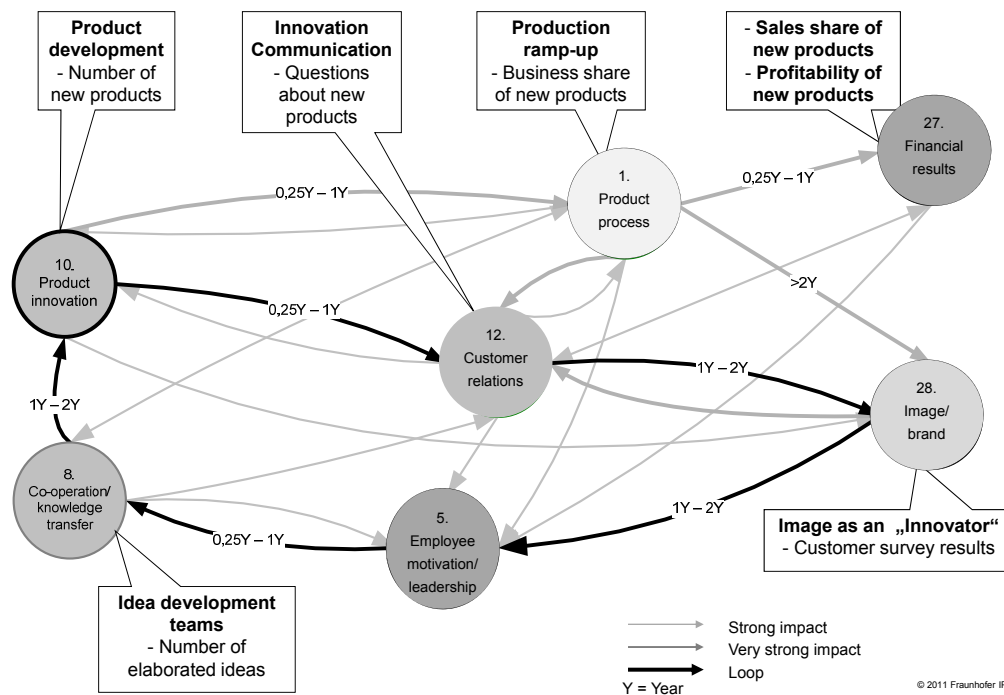 Product
development
- Number of
new products
Innovation
Communication
- Questions
about new
products
Production
ramp-up
- Business share
of new products
- Sales share of
new products
- Profitability of
new products
27.
Financial
results
1.
Product
process
0,25Y – 1Y
0,25Y – 1Y
10.
Product
innovation
0,25Y – 1Y
>2Y
12.
Customer
relations
1Y – 2Y
28.
Image/
brand
1Y – 2Y
8.
Co-operation/
knowledge
transfer
1Y – 2Y
5.
Employee
motivation/
leadership
0,25Y – 1Y
Image as an „Innovator“
- Customer survey results
Idea development
teams
- Number of
elaborated ideas
Strong impact
Very strong impact
Loop
Y = Year
© 2011 Fraunhofer